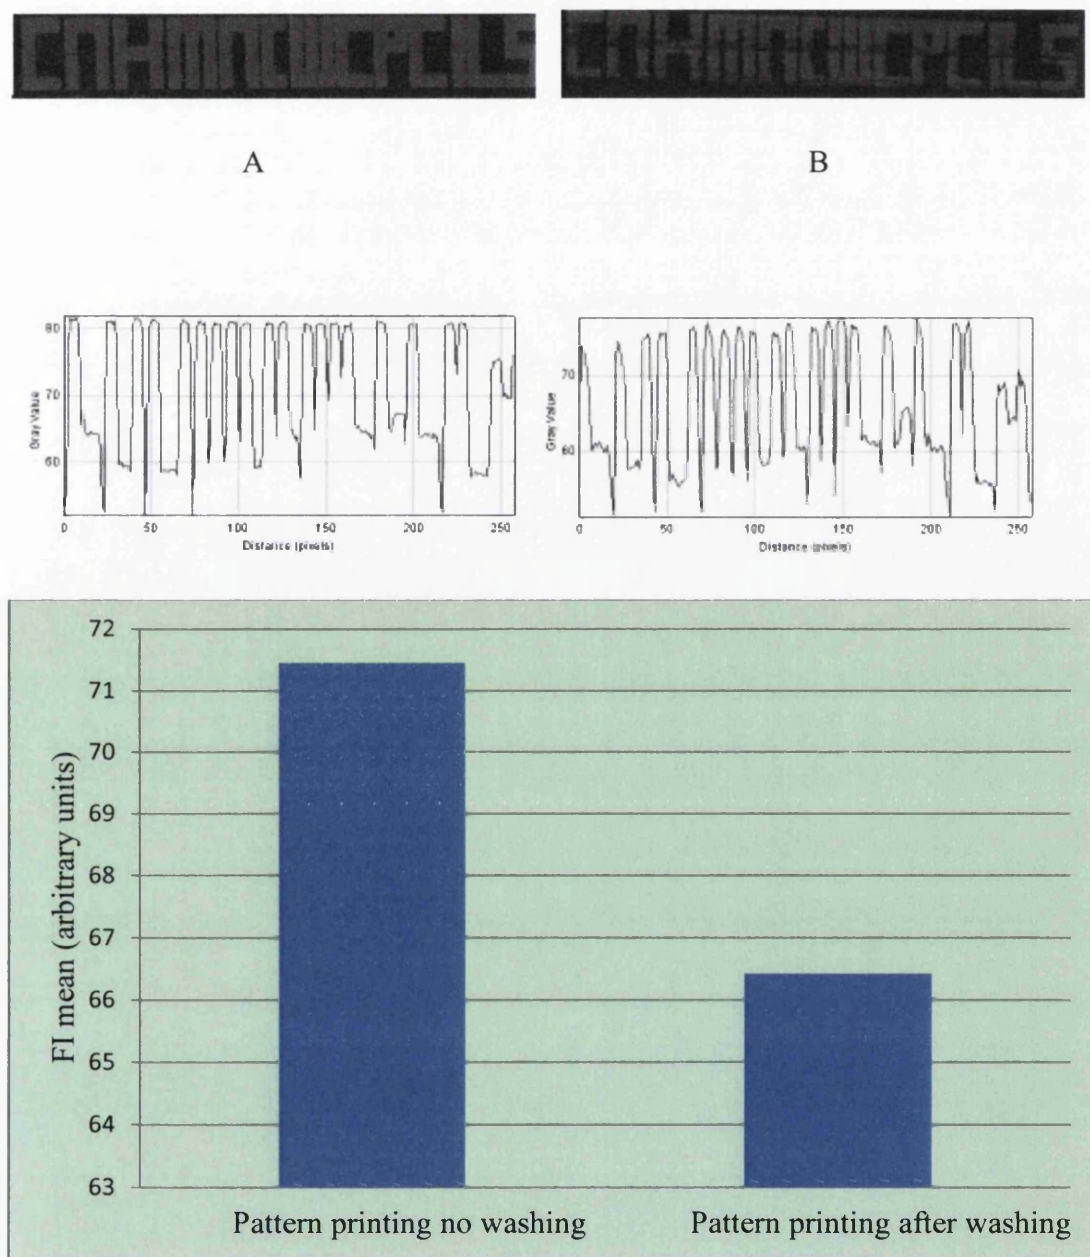 A
B
80
70
60
Gray Value
0 50 100 150 200 250
Distance (pixels)
70
60
Gray Value
0 50 100 150 200 250
Distance (pixels)
72
71
70
69
68
67
66
65
64
63
FI mean (arbitrary units)
Pattern printing no washing
Pattern printing after washing